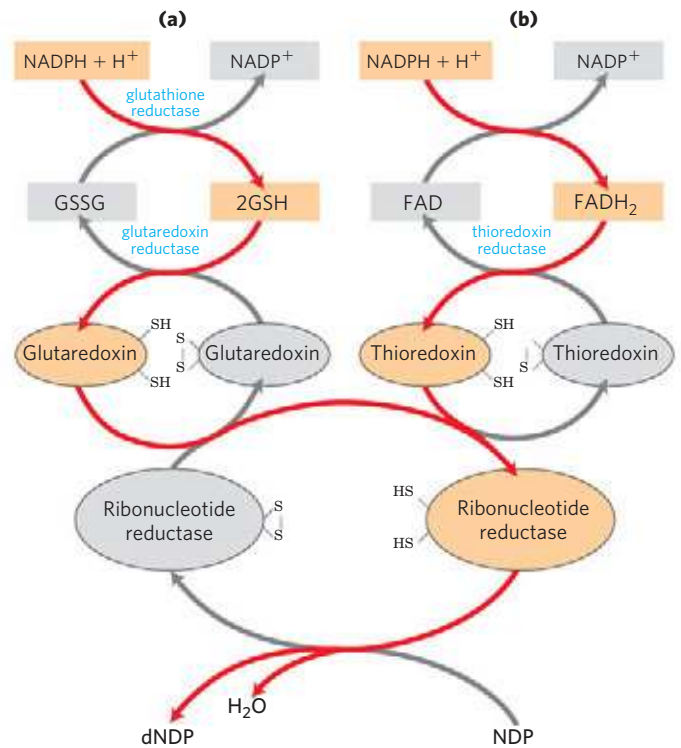 (a)
(b)
NADPH + H⁺
NADP⁺
NADPH + H⁺
NADP⁺
glutathione
reductase
GSSG
2GSH
FAD
FADH₂
glutaredoxin
reductase
thioredoxin
reductase
Glutaredoxin
SH
SH
S
S
Glutaredoxin
Thioredoxin
SH
SH
S
S
Thioredoxin
Ribonucleotide
reductase
S
S
HS
HS
Ribonucleotide
reductase
H₂O
dNDP
NDP